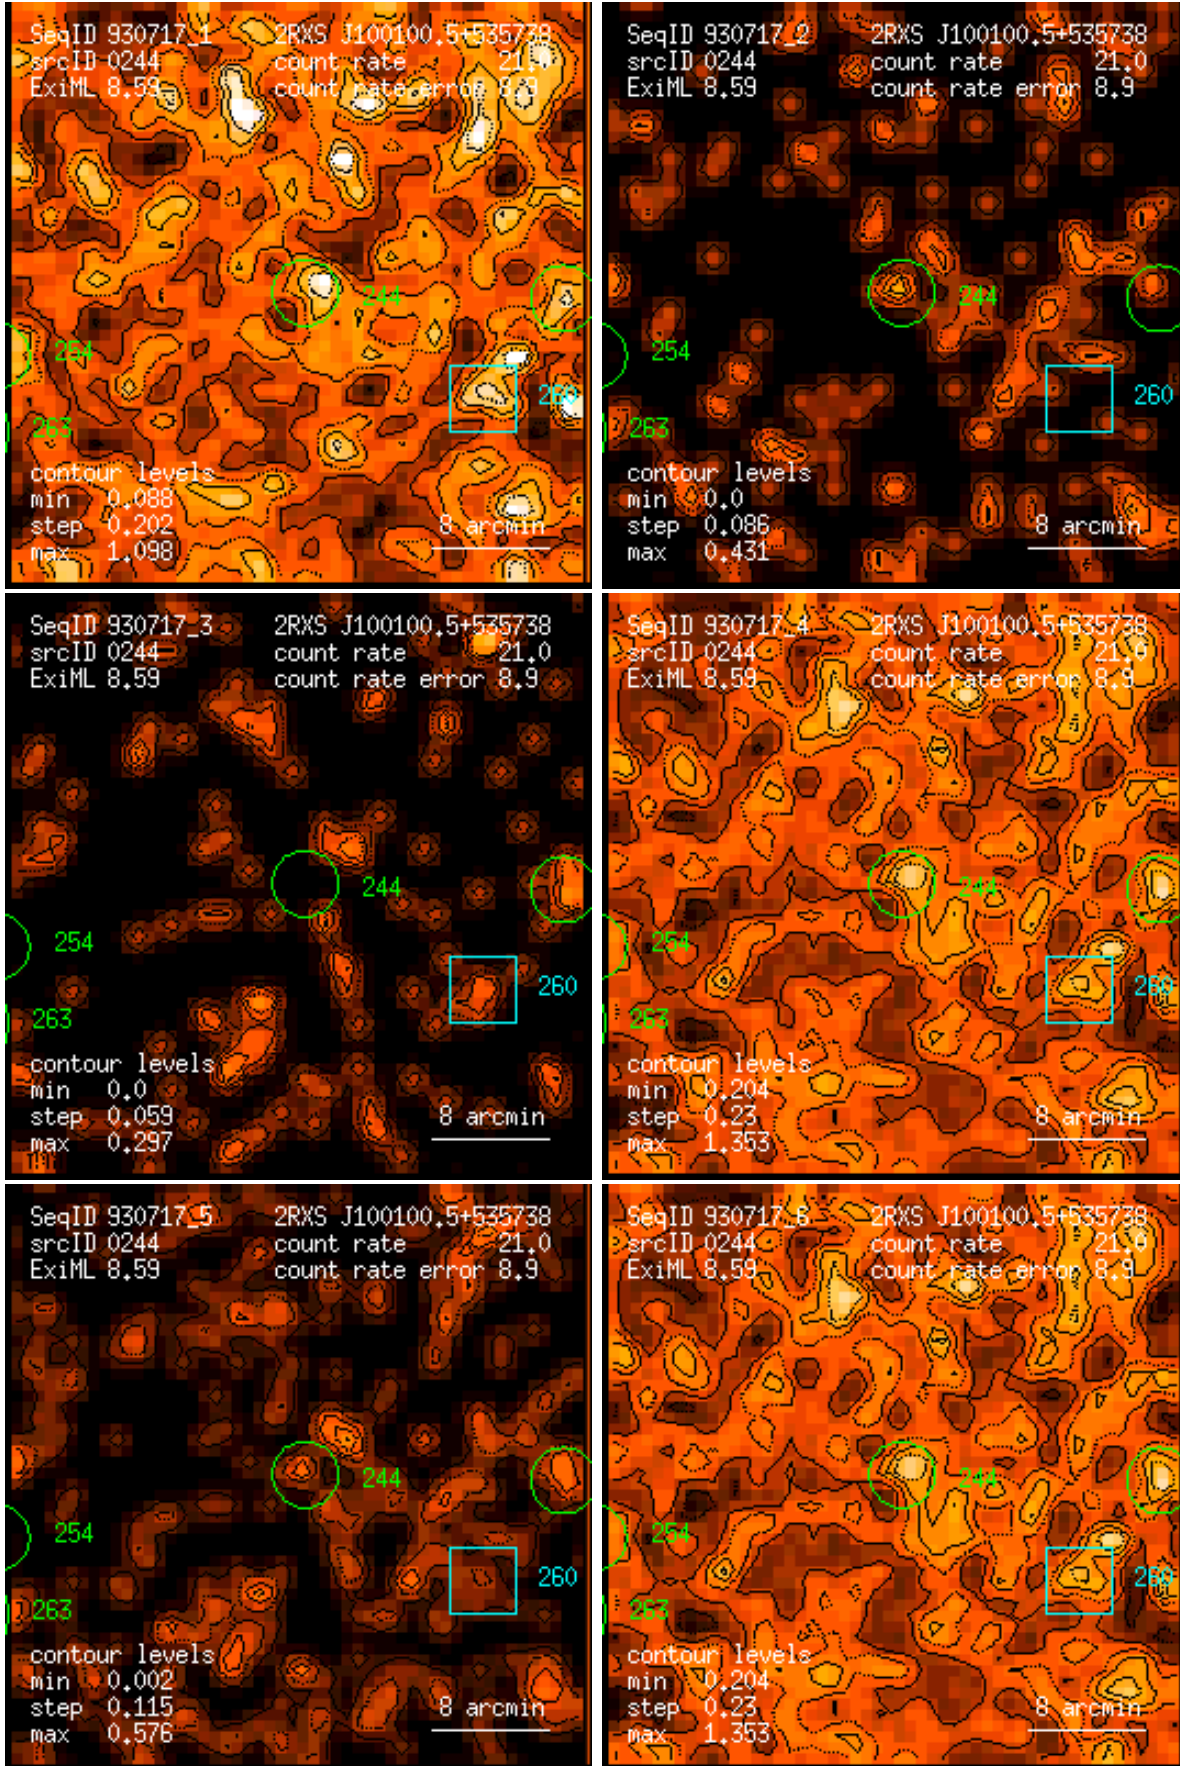 SeqID 930717_1 2RXS J100100.5+535738
srcID 0244 count rate 21.0
ExiML 8.59 count rate error 8.9
244
254
260
263
contour levels
min 0.088
step 0.202 8 arcmin
max 1.098
SeqID 930717_2 2RXS J100100.5+535738
srcID 0244 count rate 21.0
ExiML 8.59 count rate error 8.9
244
254
260
263
contour levels
min 0.0
step 0.086 8 arcmin
max 0.431
SeqID 930717_3 2RXS J100100.5+535738
srcID 0244 count rate 21.0
ExiML 8.59 count rate error 8.9
244
254
260
263
contour levels
min 0.0
step 0.059 8 arcmin
max 0.297
SeqID 930717_4 2RXS J100100.5+535738
srcID 0244 count rate 21.0
ExiML 8.59 count rate error 8.9
244
254
260
263
contour levels
min 0.204
step 0.23 8 arcmin
max 1.353
SeqID 930717_5 2RXS J100100.5+535738
srcID 0244 count rate 21.0
ExiML 8.59 count rate error 8.9
244
254
260
263
contour levels
min 0.002
step 0.115 8 arcmin
max 0.576
SeqID 930717_6 2RXS J100100.5+535738
srcID 0244 count rate 21.0
ExiML 8.59 count rate error 8.9
244
254
260
263
contour levels
min 0.204
step 0.23 8 arcmin
max 1.353